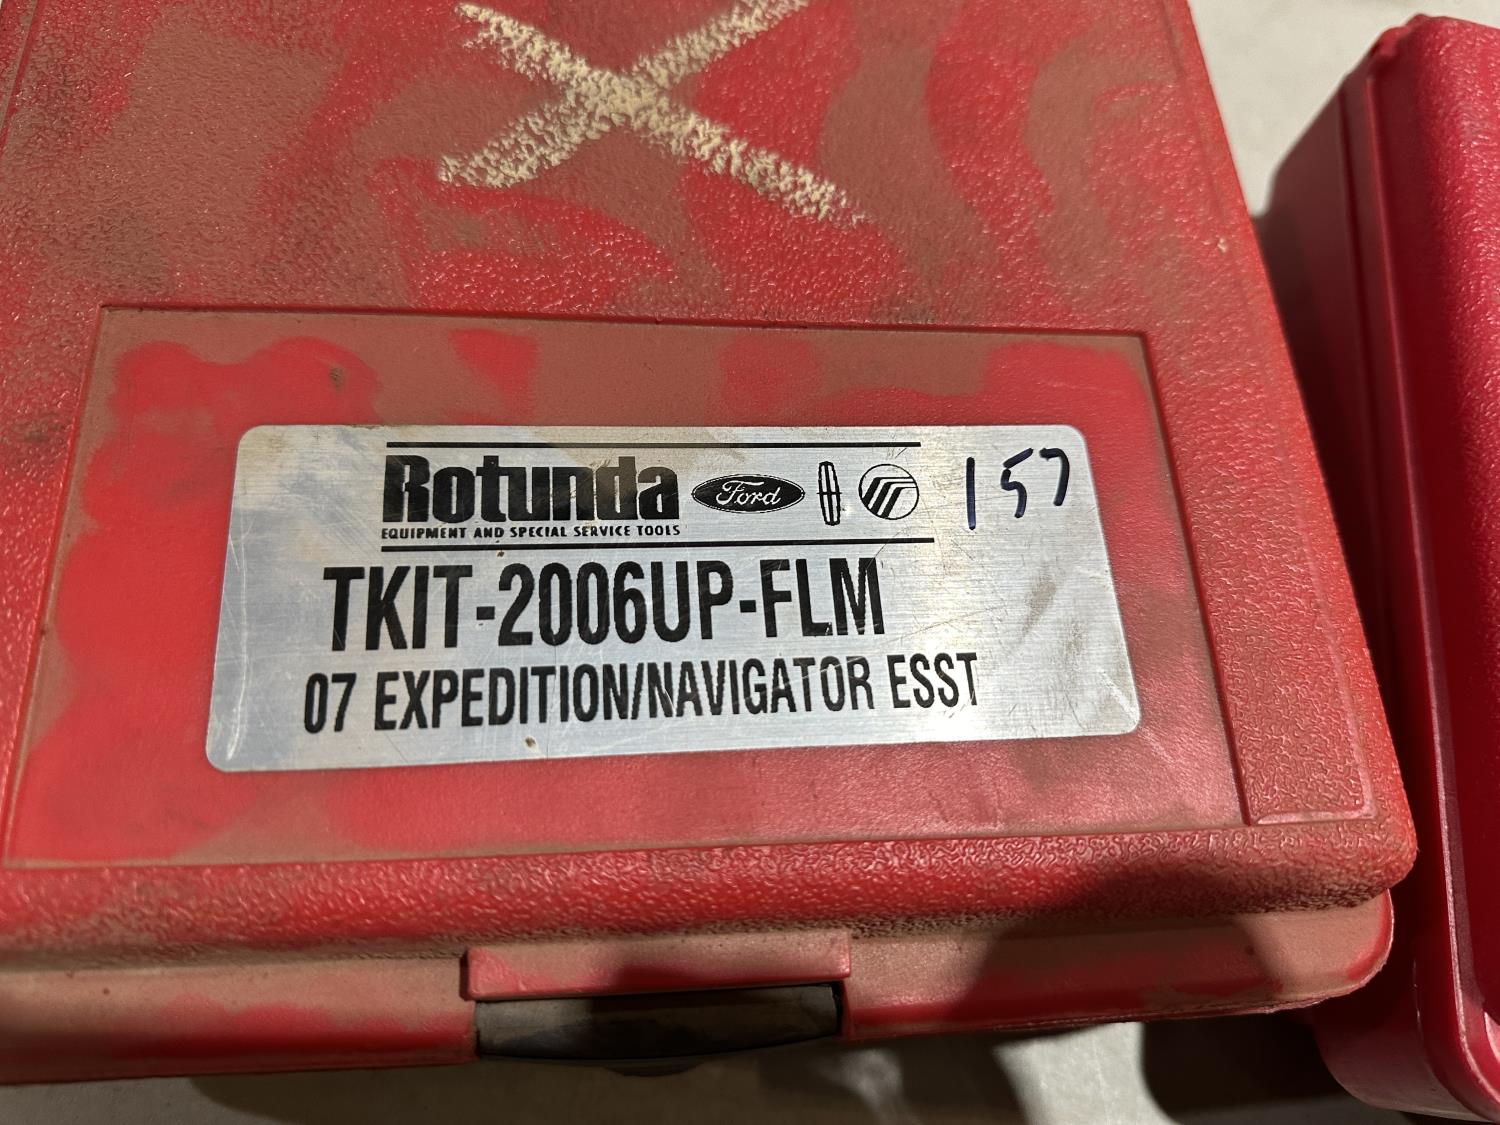 Rotunda Ford 157
EQUIPMENT AND SPECIAL SERVICE TOOLS
TKIT-2006UP-FLM
07 EXPEDITION/NAVIGATOR ESST